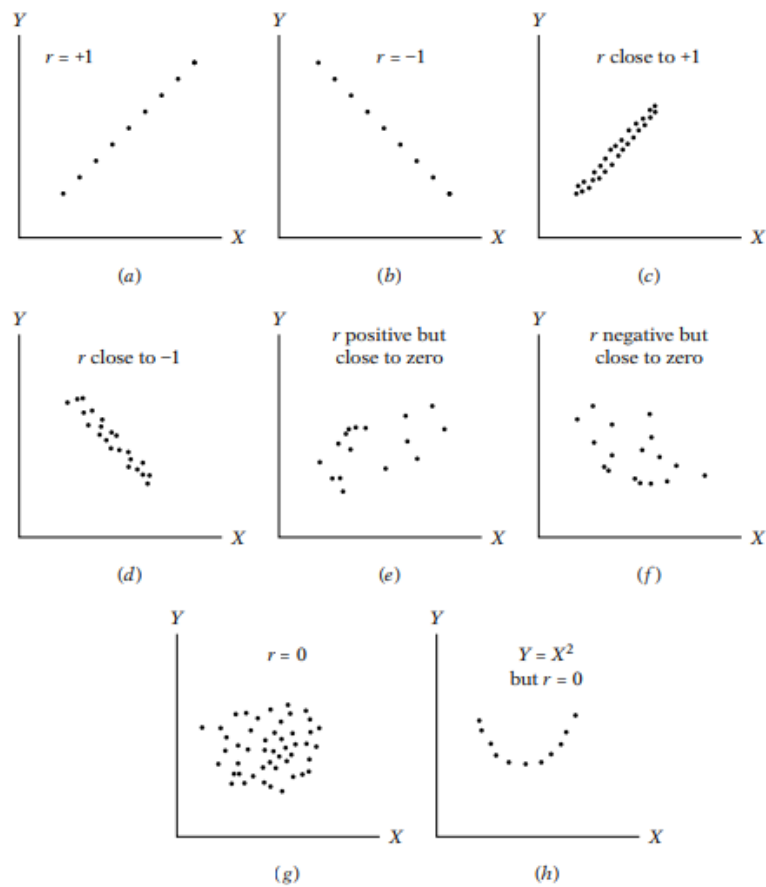 Y
r = +1
X
(a)
Y
r = −1
X
(b)
Y
r close to +1
X
(c)
Y
r close to −1
X
(d)
Y
r positive but
close to zero
X
(e)
Y
r negative but
close to zero
X
(f)
Y
r = 0
X
(g)
Y
Y = X²
but r = 0
X
(h)